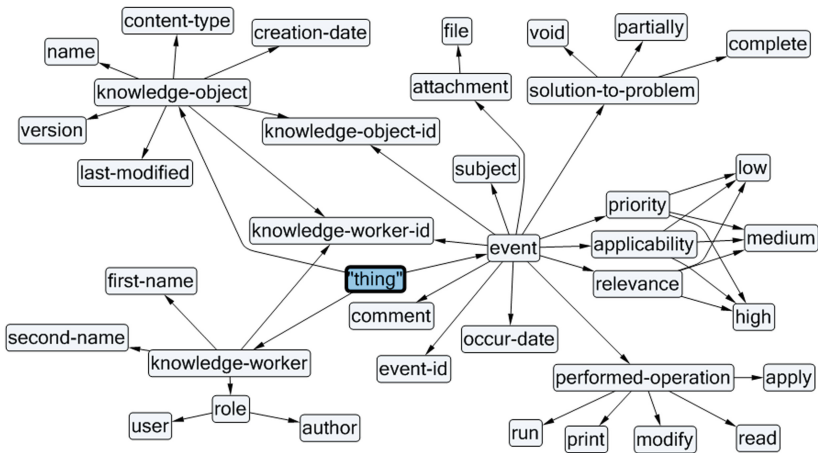 content-type
file
void
partially
creation-date
name
complete
attachment
knowledge-object
solution-to-problem
version
knowledge-object-id
last-modified
subject
low
priority
knowledge-worker-id
event
applicability
medium
"thing"
first-name
relevance
comment
high
second-name
occur-date
knowledge-worker
event-id
performed-operation
apply
role
user
author
run
print
modify
read